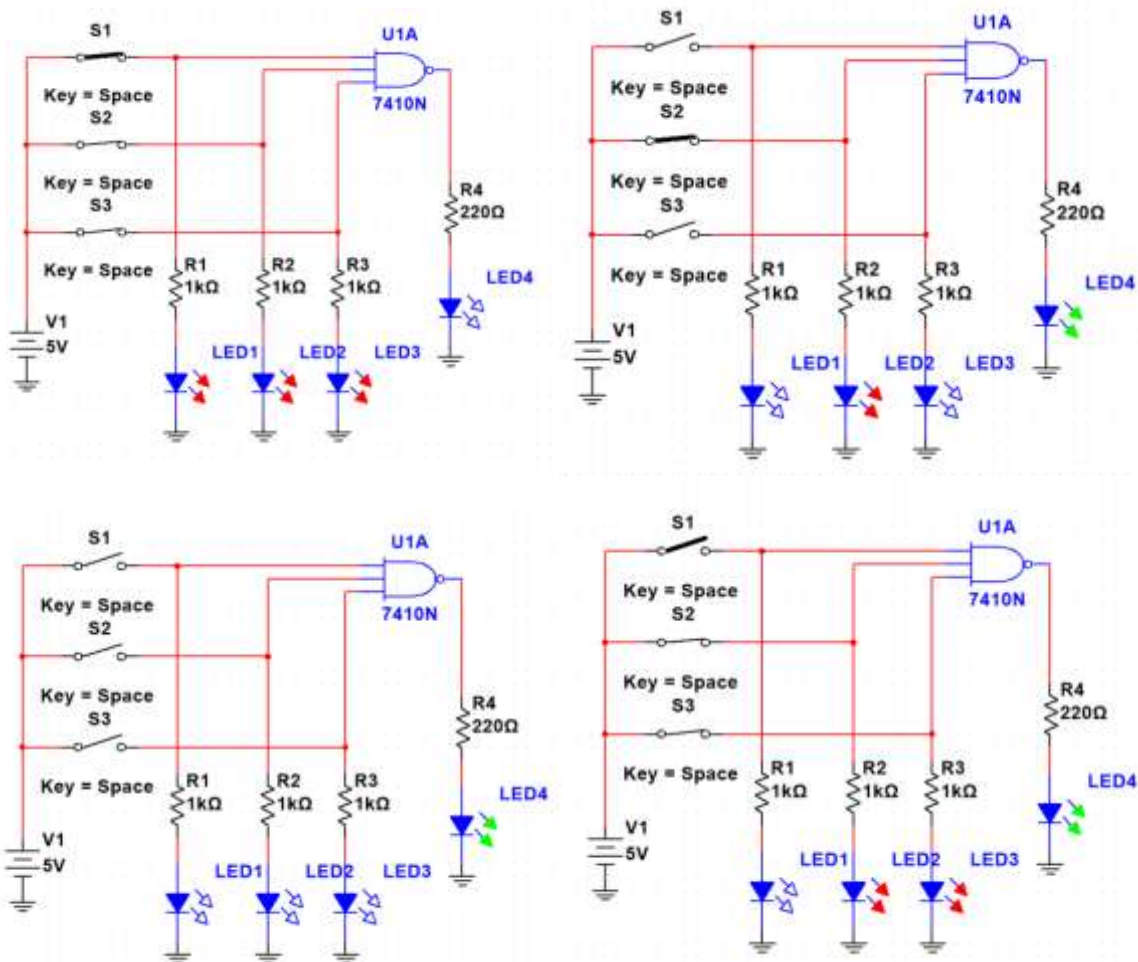 S1
U1A
Key = Space
7410N
S2
Key = Space
R4
220Ω
S3
Key = Space
R1
1kΩ
R2
1kΩ
R3
1kΩ
LED4
V1
5V
LED1
LED2
LED3
S1
U1A
Key = Space
7410N
S2
Key = Space
R4
220Ω
S3
Key = Space
R1
1kΩ
R2
1kΩ
R3
1kΩ
LED4
V1
5V
LED1
LED2
LED3
S1
U1A
Key = Space
7410N
S2
Key = Space
R4
220Ω
S3
Key = Space
R1
1kΩ
R2
1kΩ
R3
1kΩ
LED4
V1
5V
LED1
LED2
LED3
S1
U1A
Key = Space
7410N
S2
Key = Space
R4
220Ω
S3
Key = Space
R1
1kΩ
R2
1kΩ
R3
1kΩ
LED4
V1
5V
LED1
LED2
LED3